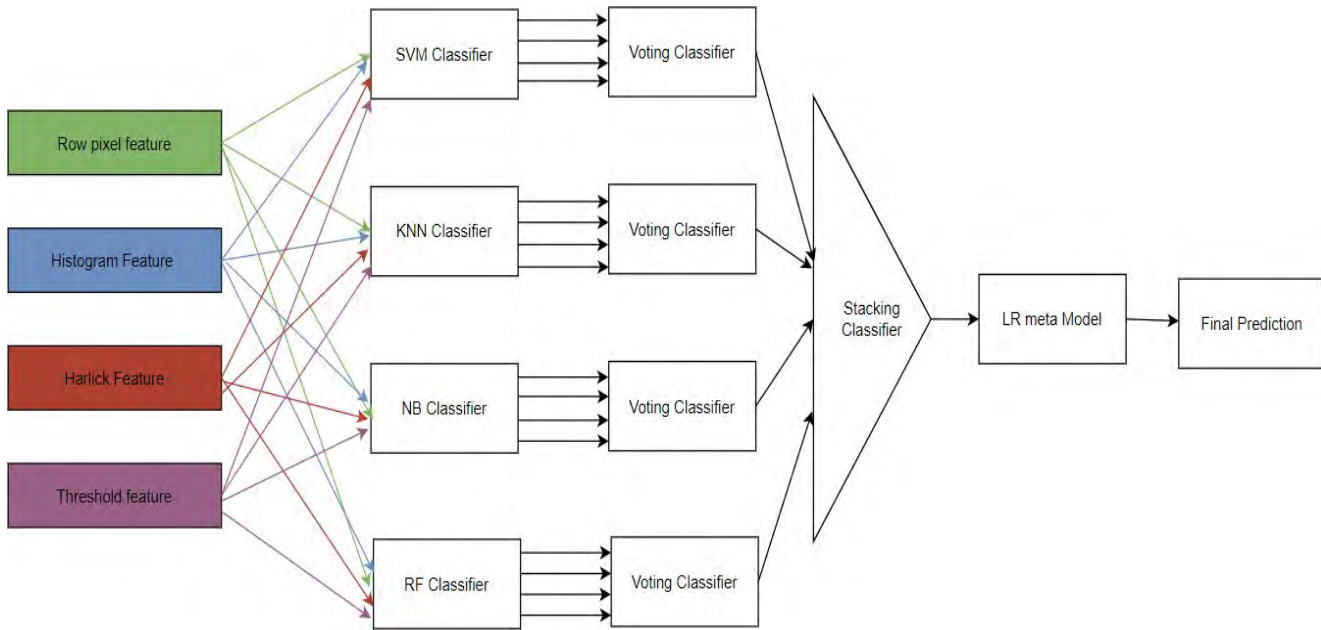 Row pixel feature
Histogram Feature
Harlick Feature
Threshold feature
SVM Classifier
KNN Classifier
NB Classifier
RF Classifier
Voting Classifier
Voting Classifier
Voting Classifier
Voting Classifier
Stacking
Classifier
LR meta Model
Final Prediction